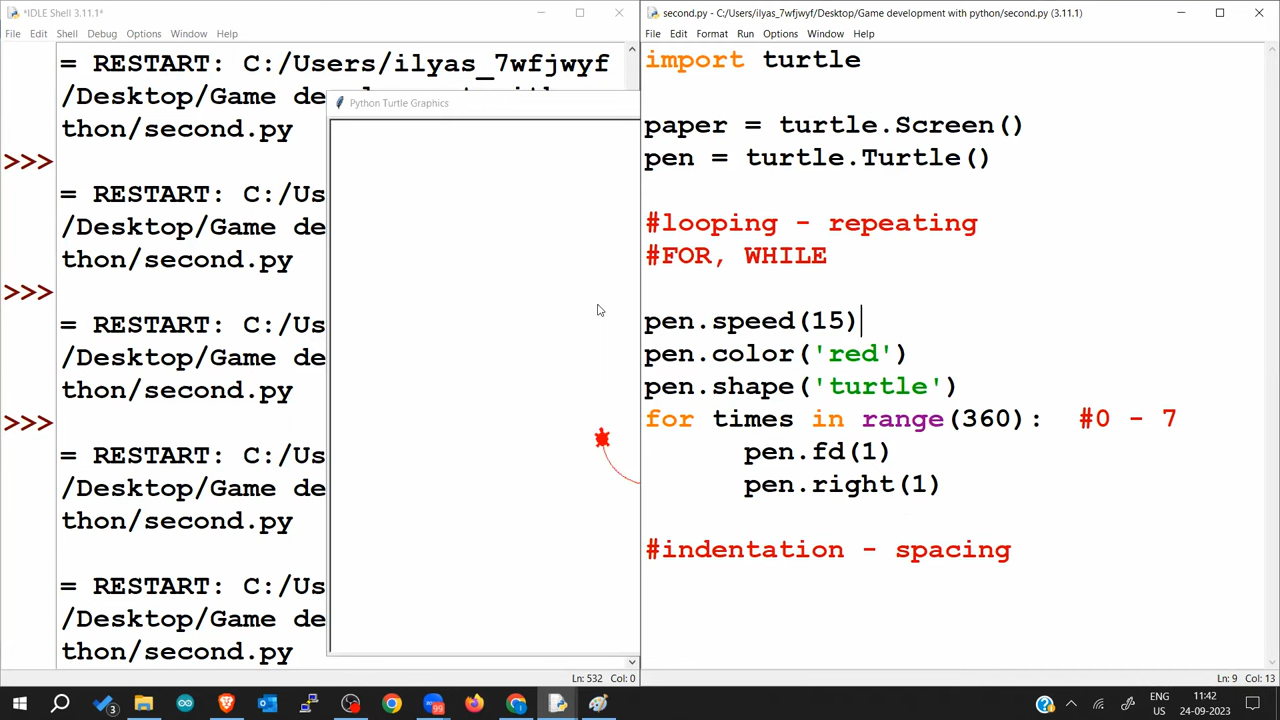 *IDLE Shell 3.11.1*
File Edit Shell Debug Options Window Help
= RESTART: C:/Users/ilyas_7wfjwyf
/Desktop/Game
thon/second.py
>>>
= RESTART: C:/Us
/Desktop/Game de
thon/second.py
>>>
= RESTART: C:/Us
/Desktop/Game de
thon/second.py
>>>
= RESTART: C:/Us
/Desktop/Game de
thon/second.py
= RESTART: C:/Us
/Desktop/Game de
thon/second.py
Ln: 532 Col: 0
Python Turtle Graphics
second.py - C:/Users/ilyas_7wfjwyf/Desktop/Game development with python/second.py (3.11.1)
File Edit Format Run Options Window Help
import turtle
paper = turtle.Screen()
pen = turtle.Turtle()
#looping - repeating
#FOR, WHILE
pen.speed(15)
pen.color('red')
pen.shape('turtle')
for times in range(360): #0 - 7
pen.fd(1)
pen.right(1)
#indentation - spacing
Ln: 9 Col: 13
3
99
ENG
US
11:42
24-09-2023